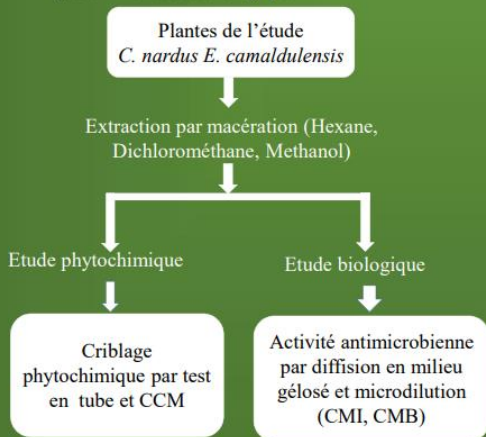 Plantes de l’étude
C. nardus E. camaldulensis
Extraction par macération (Hexane,
Dichlorométhane, Methanol)
Etude phytochimique
Etude biologique
Criblage
phytochimique par test
en tube et CCM
Activité antimicrobienne
par diffusion en milieu
gélosé et microdilution
(CMI, CMB)